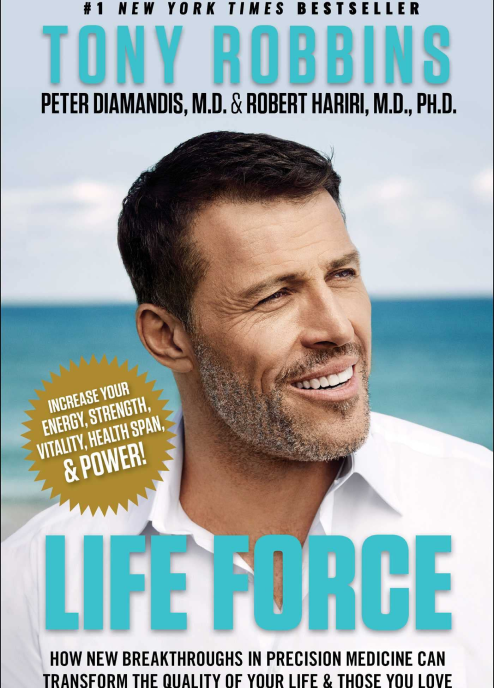 #1 NEW YORK TIMES BESTSELLER
TONY ROBBINS
PETER DIAMANDIS, M.D. & ROBERT HARIRI, M.D., PH.D.
INCREASE YOUR
ENERGY, STRENGTH,
VITALITY, HEALTH SPAN,
& POWER!
LIFE FORCE
HOW NEW BREAKTHROUGHS IN PRECISION MEDICINE CAN
TRANSFORM THE QUALITY OF YOUR LIFE & THOSE YOU LOVE